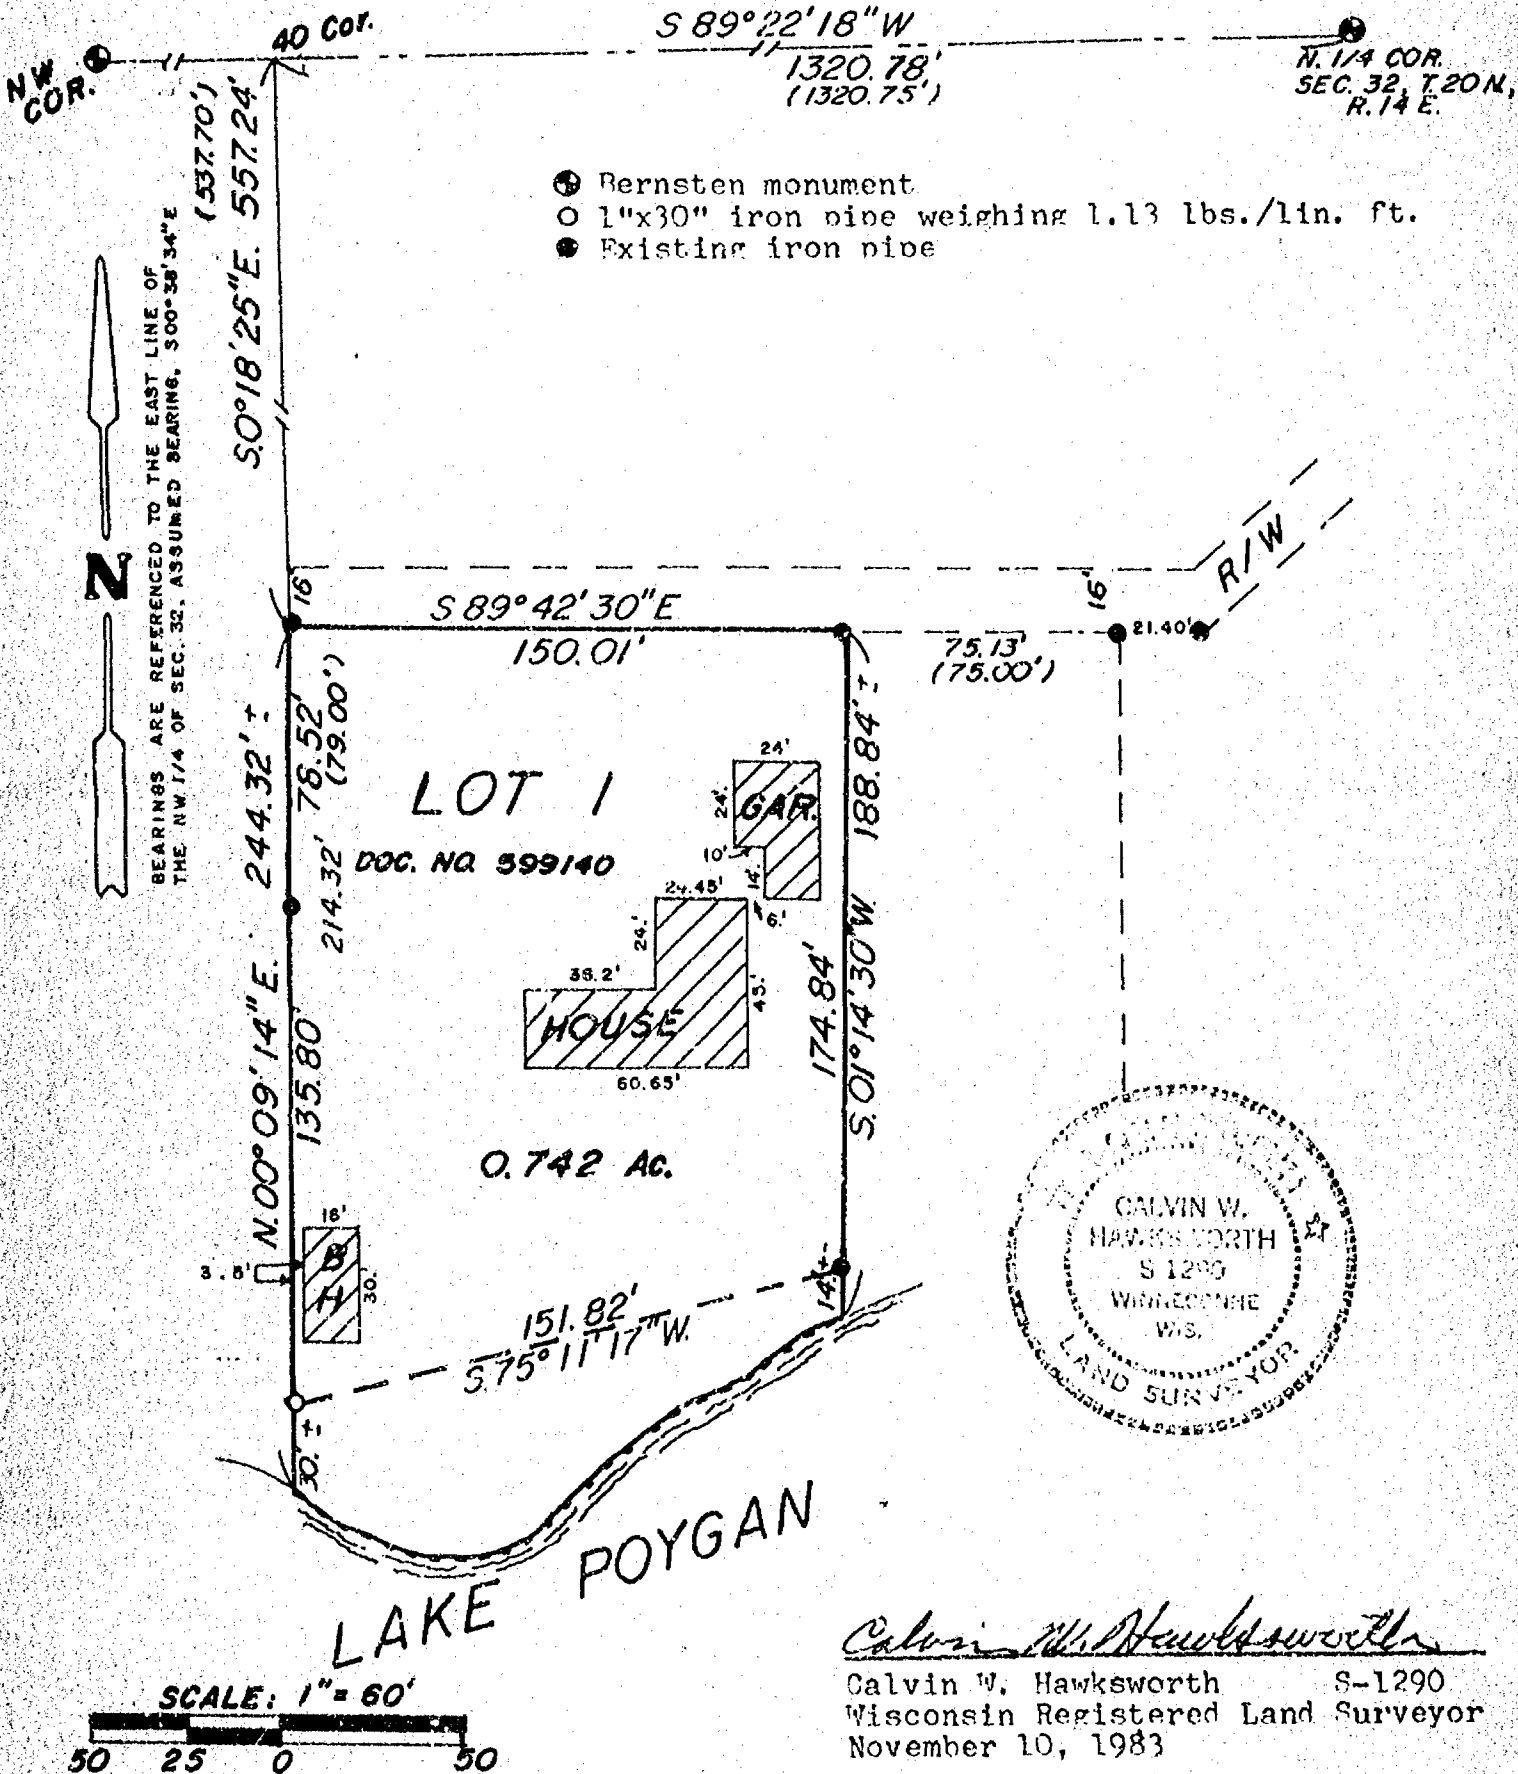 40 Cor.
S 89°22'18"W
1320.78'
(1320.75')
NW
COR.
N. 1/4 COR.
SEC. 32, T.20N,
R.14 E.
(537.70')
S.0°18'25"E. 557.24'
Bernsten monument
1"x30" iron pipe weighing 1.13 lbs./lin. ft.
Existing iron pipe
BEARINGS ARE REFERENCED TO THE EAST LINE OF
THE NW 1/4 OF SEC. 32, ASSUMED BEARING, S00°38'34"E
N
R/W
16'
16'
S 89°42'30"E
150.01'
75.13'
(75.00')
21.40'
N.00°09'14"E. 244.32' ±
78.52'
(79.00')
214.32'
135.80'
LOT 1
DOC. NO. 599140
24'
24'
GAR.
10'
14'
6'
24.45'
24'
36.2'
45'
HOUSE
60.65'
188.84' ±
174.84'
S.01°14'30"W.
0.742 AC.
16'
B
H
30'
151.82'
S.75°11'17"W.
14'±
30.' ±
LAKE POYGAN
CALVIN W.
HAWKSWORTH
S 1290
WINNECONNE
WIS.
LAND SURVEYOR
SCALE: 1"= 60'
50 25 0 50
Calvin W. Hawksworth
Calvin W. Hawksworth S-1290
Wisconsin Registered Land Surveyor
November 10, 1983